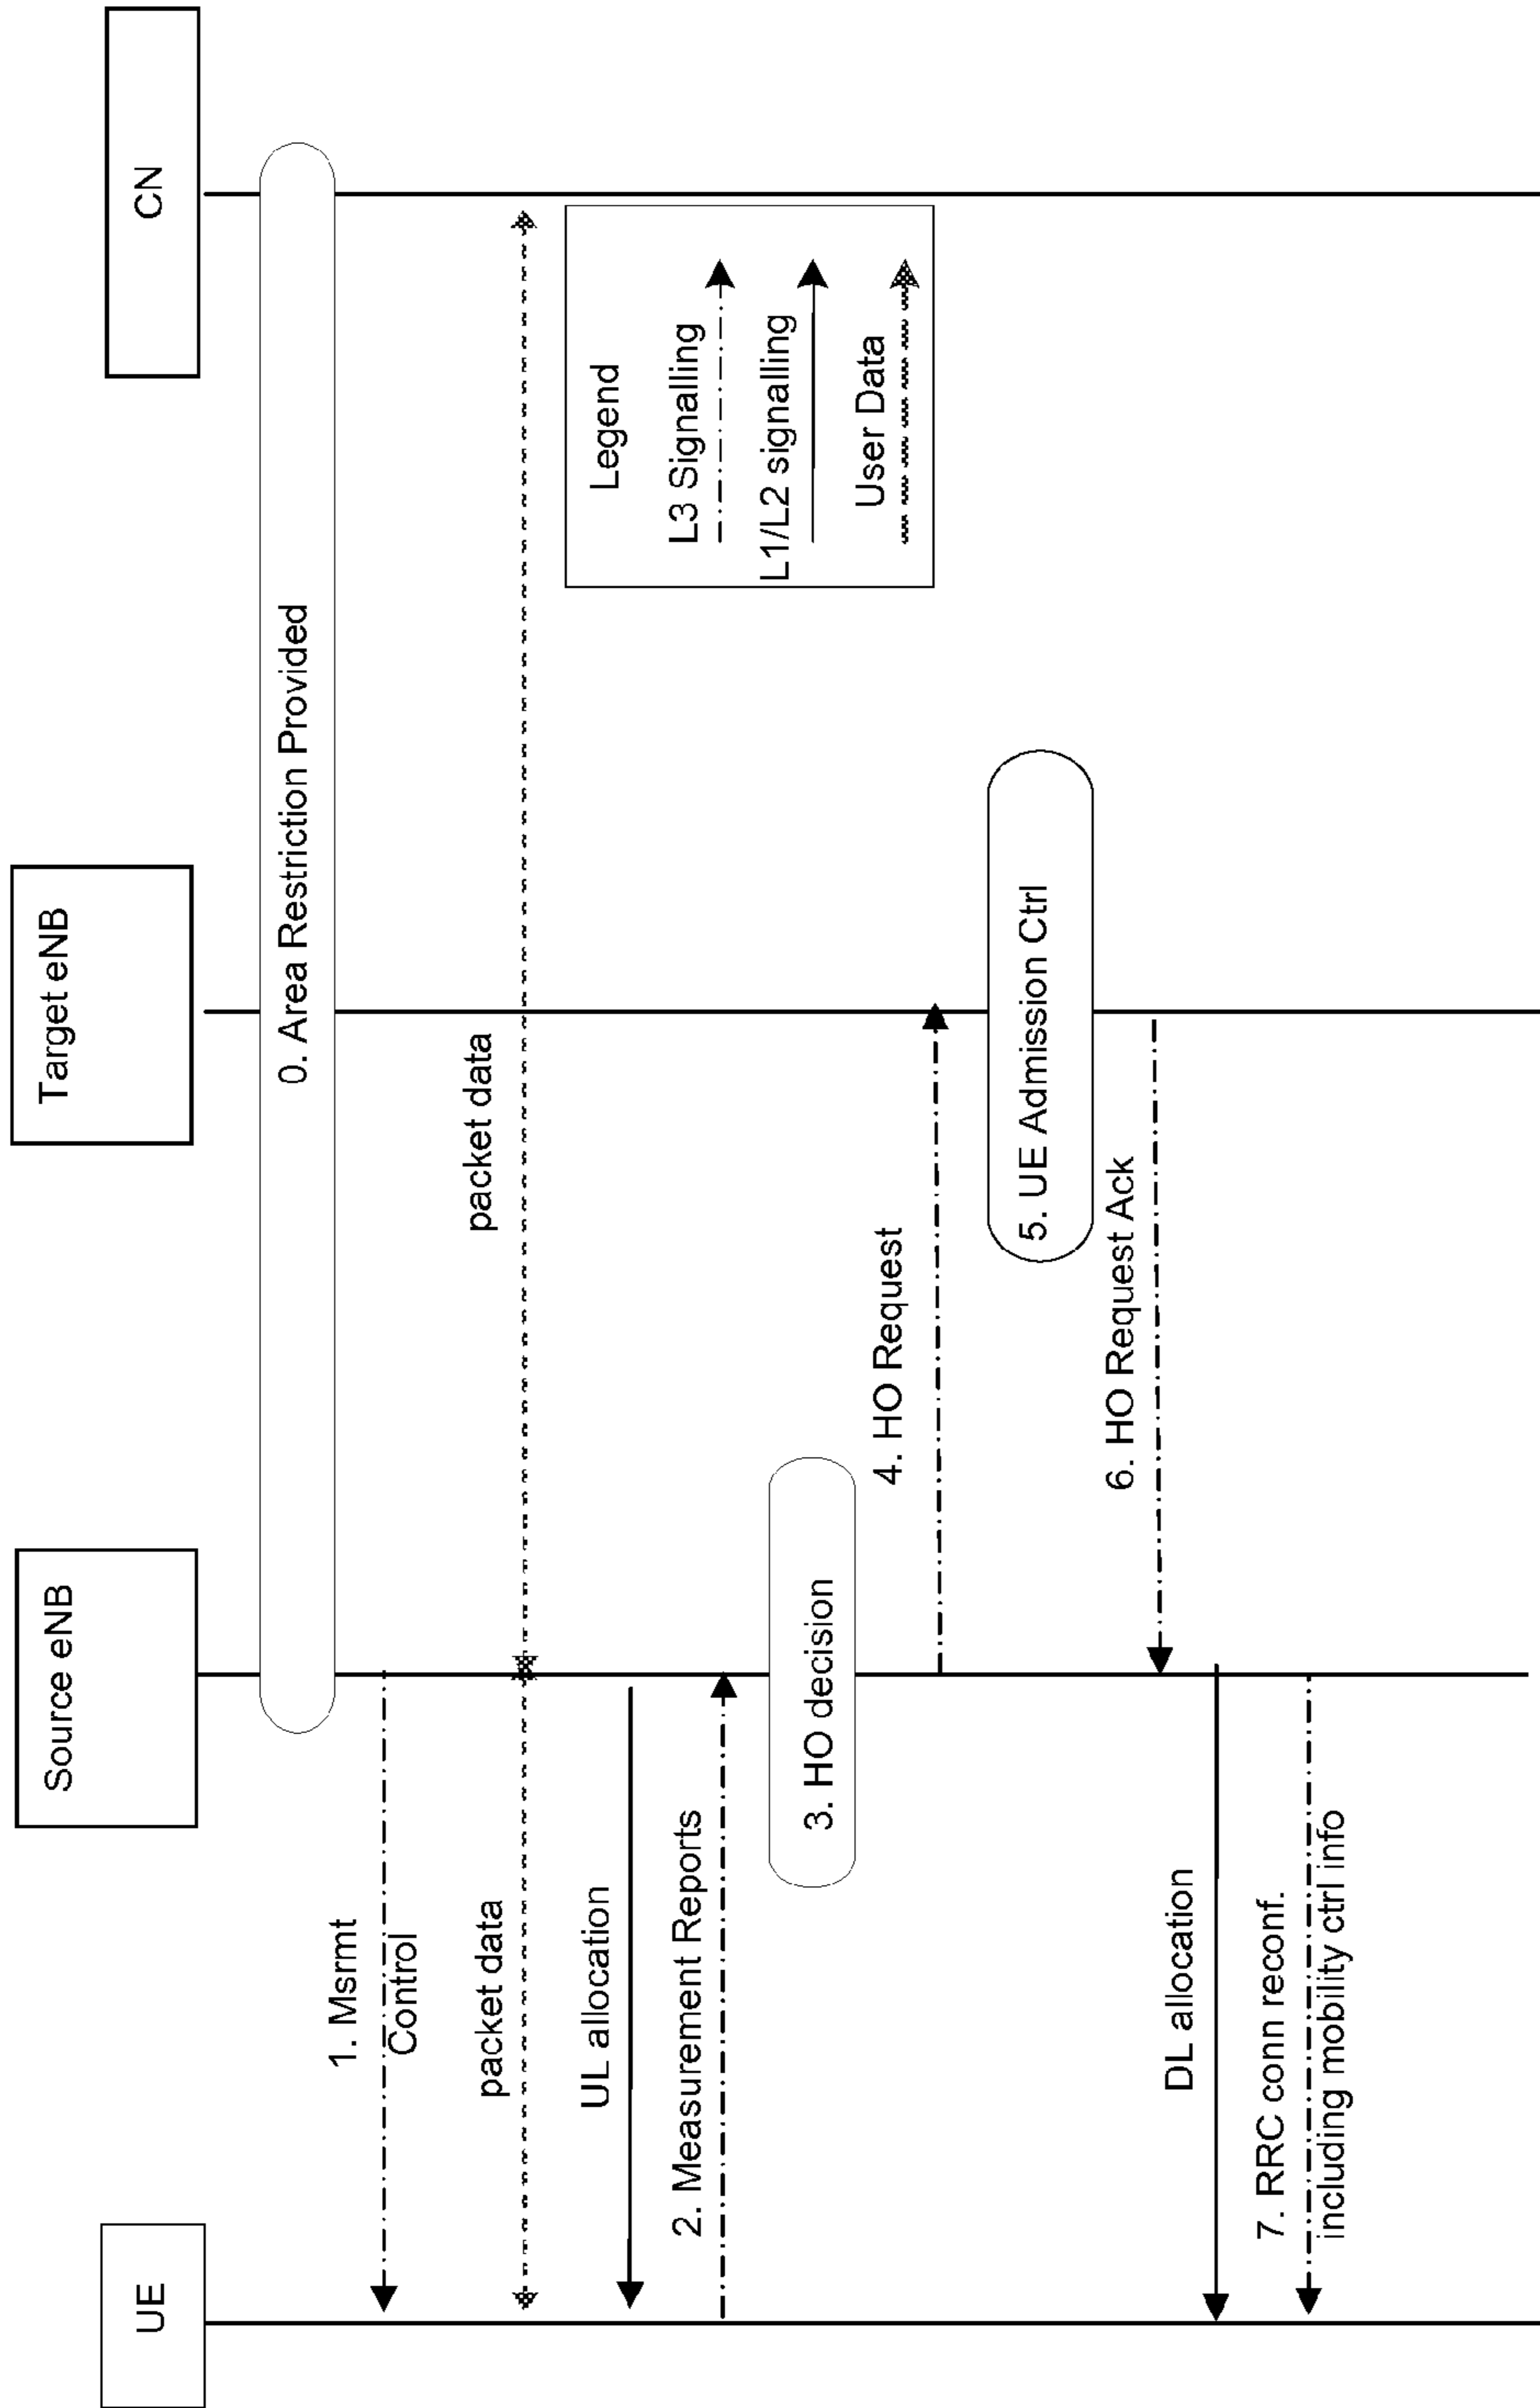 UE
Source eNB
Target eNB
CN
0. Area Restriction Provided
1. Msrmt
Control
packet data
packet data
UL allocation
2. Measurement Reports
3. HO decision
4. HO Request
5. UE Admission Ctrl
6. HO Request Ack
DL allocation
7. RRC conn reconf.
including mobility ctrl info
Legend
L3 Signalling
L1/L2 signalling
User Data